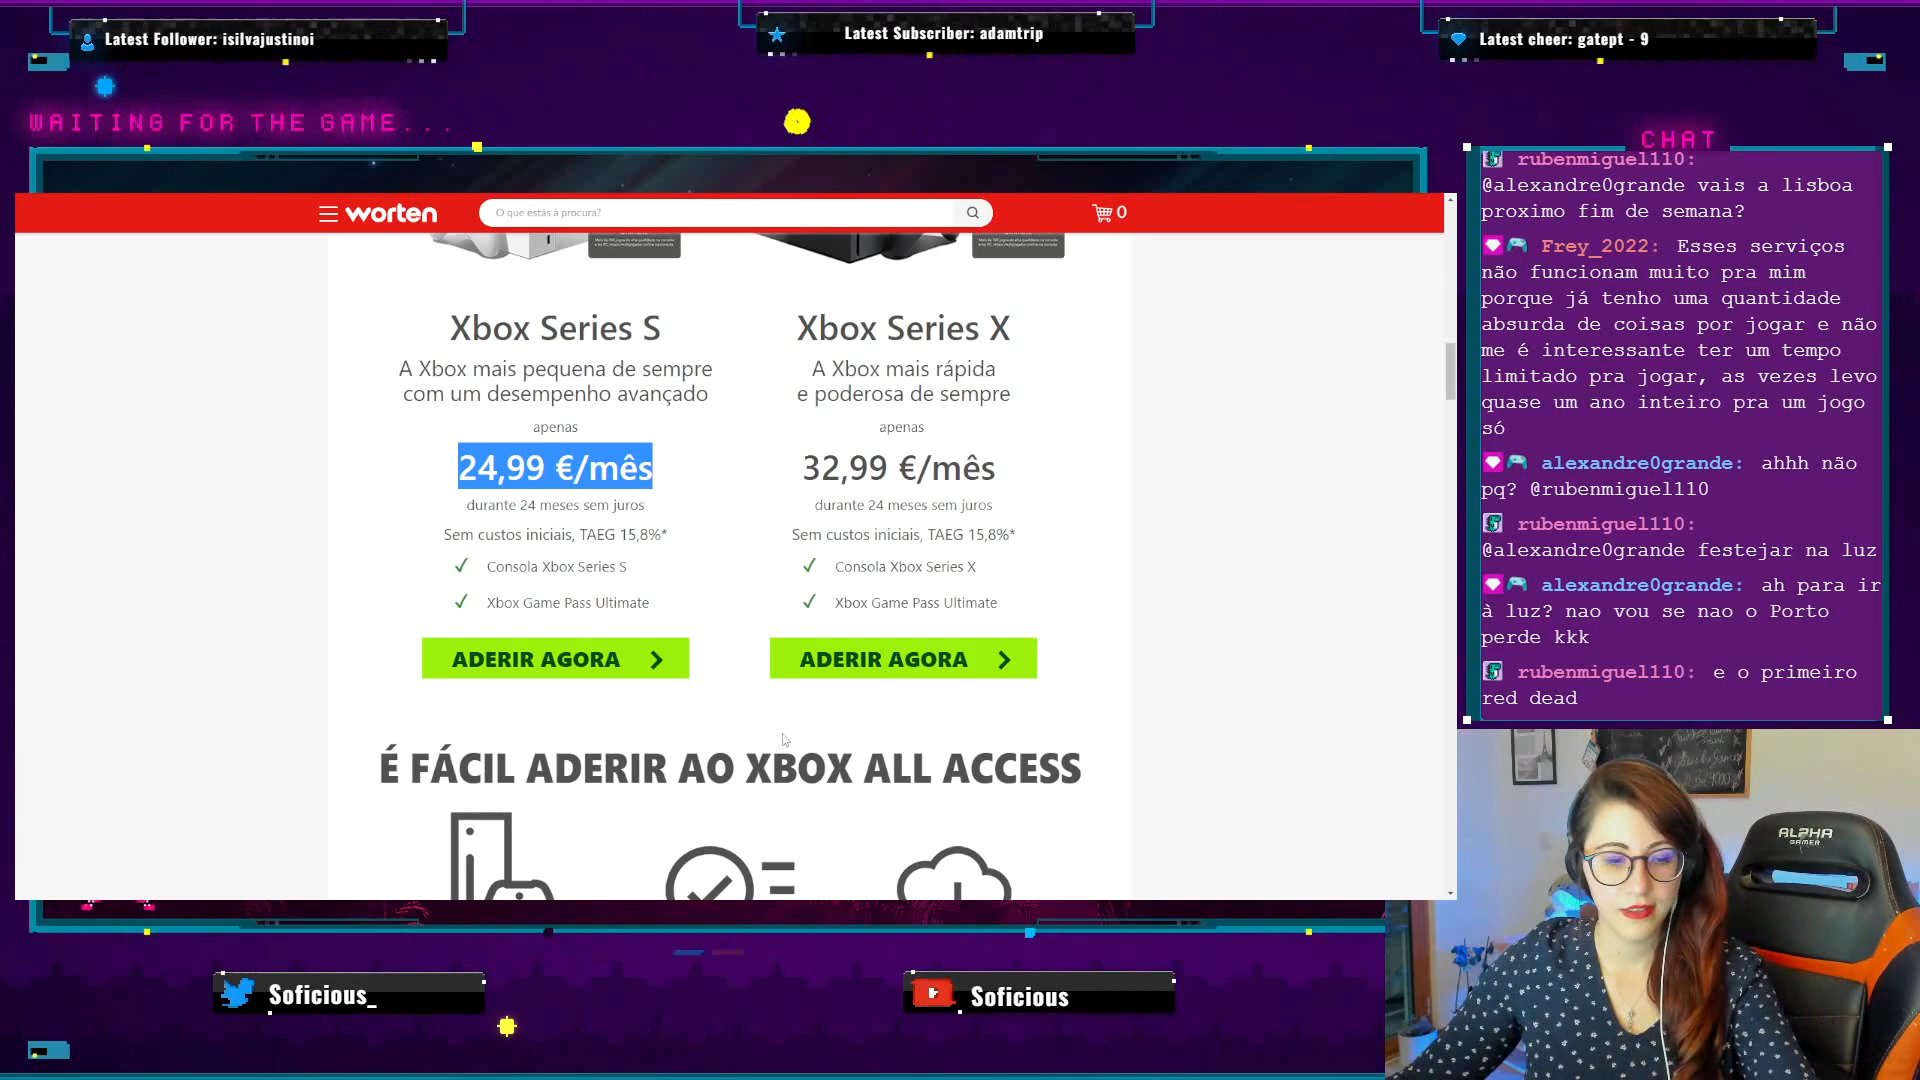 Latest Follower: isilvajustinoi
Latest Subscriber: adamtrip
Latest cheer: gatept - 9
WAITING FOR THE GAME...
CHAT
worten
O que estás à procura?
0
Xbox Series S
A Xbox mais pequena de sempre
com um desempenho avançado
apenas
24,99 €/mês
durante 24 meses sem juros
Sem custos iniciais, TAEG 15,8%*
Consola Xbox Series S
Xbox Game Pass Ultimate
ADERIR AGORA
Xbox Series X
A Xbox mais rápida
e poderosa de sempre
apenas
32,99 €/mês
durante 24 meses sem juros
Sem custos iniciais, TAEG 15,8%*
Consola Xbox Series X
Xbox Game Pass Ultimate
ADERIR AGORA
É FÁCIL ADERIR AO XBOX ALL ACCESS
rubenmiguel110:
@alexandre0grande vais a lisboa
proximo fim de semana?
Frey_2022: Esses serviços
não funcionam muito pra mim
porque já tenho uma quantidade
absurda de coisas por jogar e não
me é interessante ter um tempo
limitado pra jogar, as vezes levo
quase um ano inteiro pra um jogo
só
alexandre0grande: ahhh não
pq? @rubenmiguel110
rubenmiguel110:
@alexandre0grande festejar na luz
alexandre0grande: ah para ir
à luz? nao vou se nao o Porto
perde kkk
rubenmiguel110: e o primeiro
red dead
ALPHA
GAMER
Soficious_
Soficious